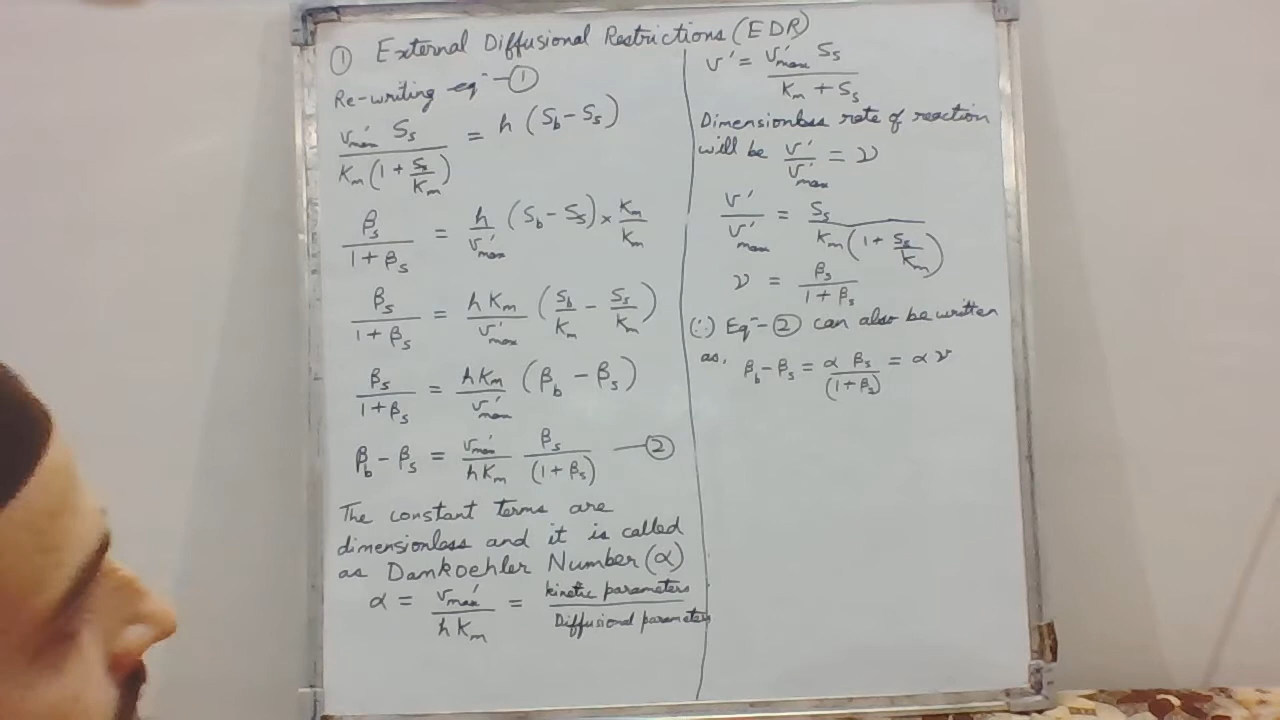 ① External Diffusional Restrictions (EDR)
Re-writing eqⁿ - ①
v'max Ss / Km(1 + Ss/Km) = h (Sb - Ss)
βs / 1 + βs = h / v'max (Sb - Ss) × Km/Km
βs / 1 + βs = h Km / v'max (Sb/Km - Ss/Km)
βs / 1 + βs = h Km / v'max (βb - βs)
βb - βs = v'max / h Km βs / (1 + βs) — ②
The constant terms are
dimensionless and it is called
as Damkoehler Number (α)
α = v'max / h Km = kinetic parameters / Diffusional parameters
v' = v'max Ss / Km + Ss
Dimensionless rate of reaction
will be v' / v'max = ν
v' / v'max = Ss / Km(1 + Ss/Km)
ν = βs / 1 + βs
(∴) Eqⁿ - ② can also be written
as, βb - βs = α βs / (1 + βs) = α ν